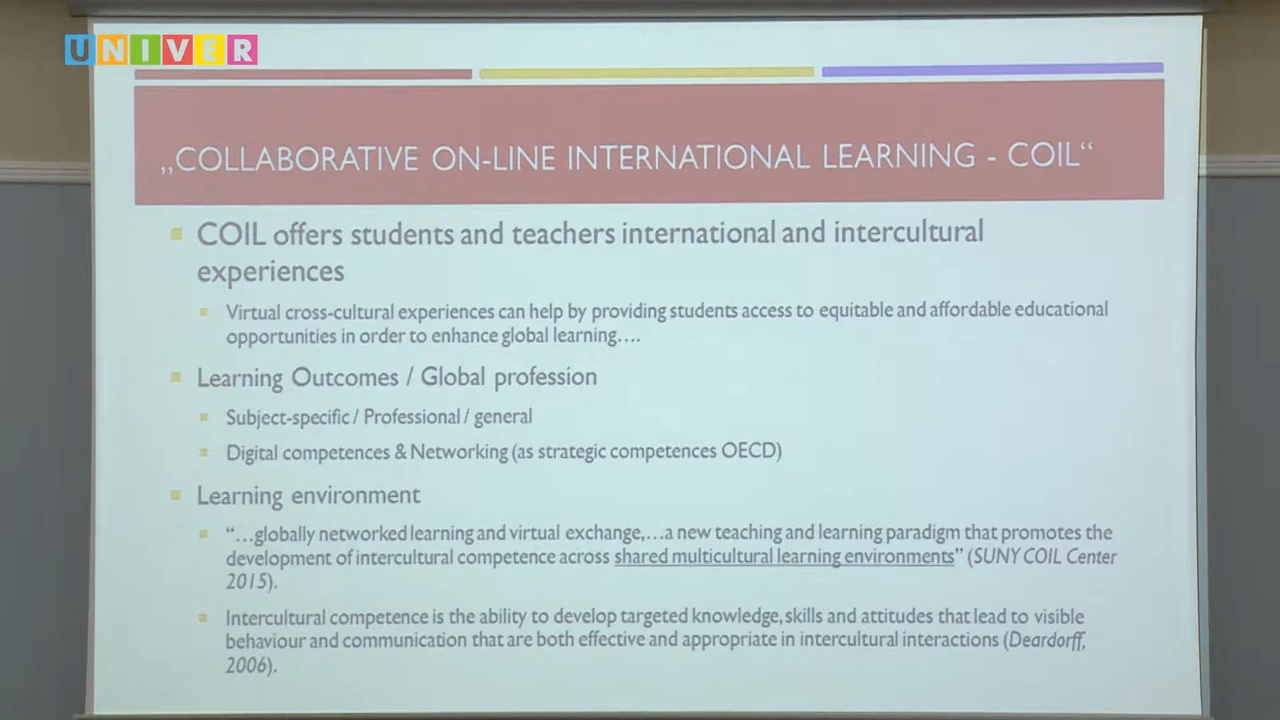 UNIVER
„COLLABORATIVE ON-LINE INTERNATIONAL LEARNING - COIL“
COIL offers students and teachers international and intercultural
experiences
Virtual cross-cultural experiences can help by providing students access to equitable and affordable educational
opportunities in order to enhance global learning….
Learning Outcomes / Global profession
Subject-specific / Professional / general
Digital competences & Networking (as strategic competences OECD)
Learning environment
“…globally networked learning and virtual exchange,…a new teaching and learning paradigm that promotes the
development of intercultural competence across shared multicultural learning environments” (SUNY COIL Center
2015).
Intercultural competence is the ability to develop targeted knowledge, skills and attitudes that lead to visible
behaviour and communication that are both effective and appropriate in intercultural interactions (Deardorff,
2006).